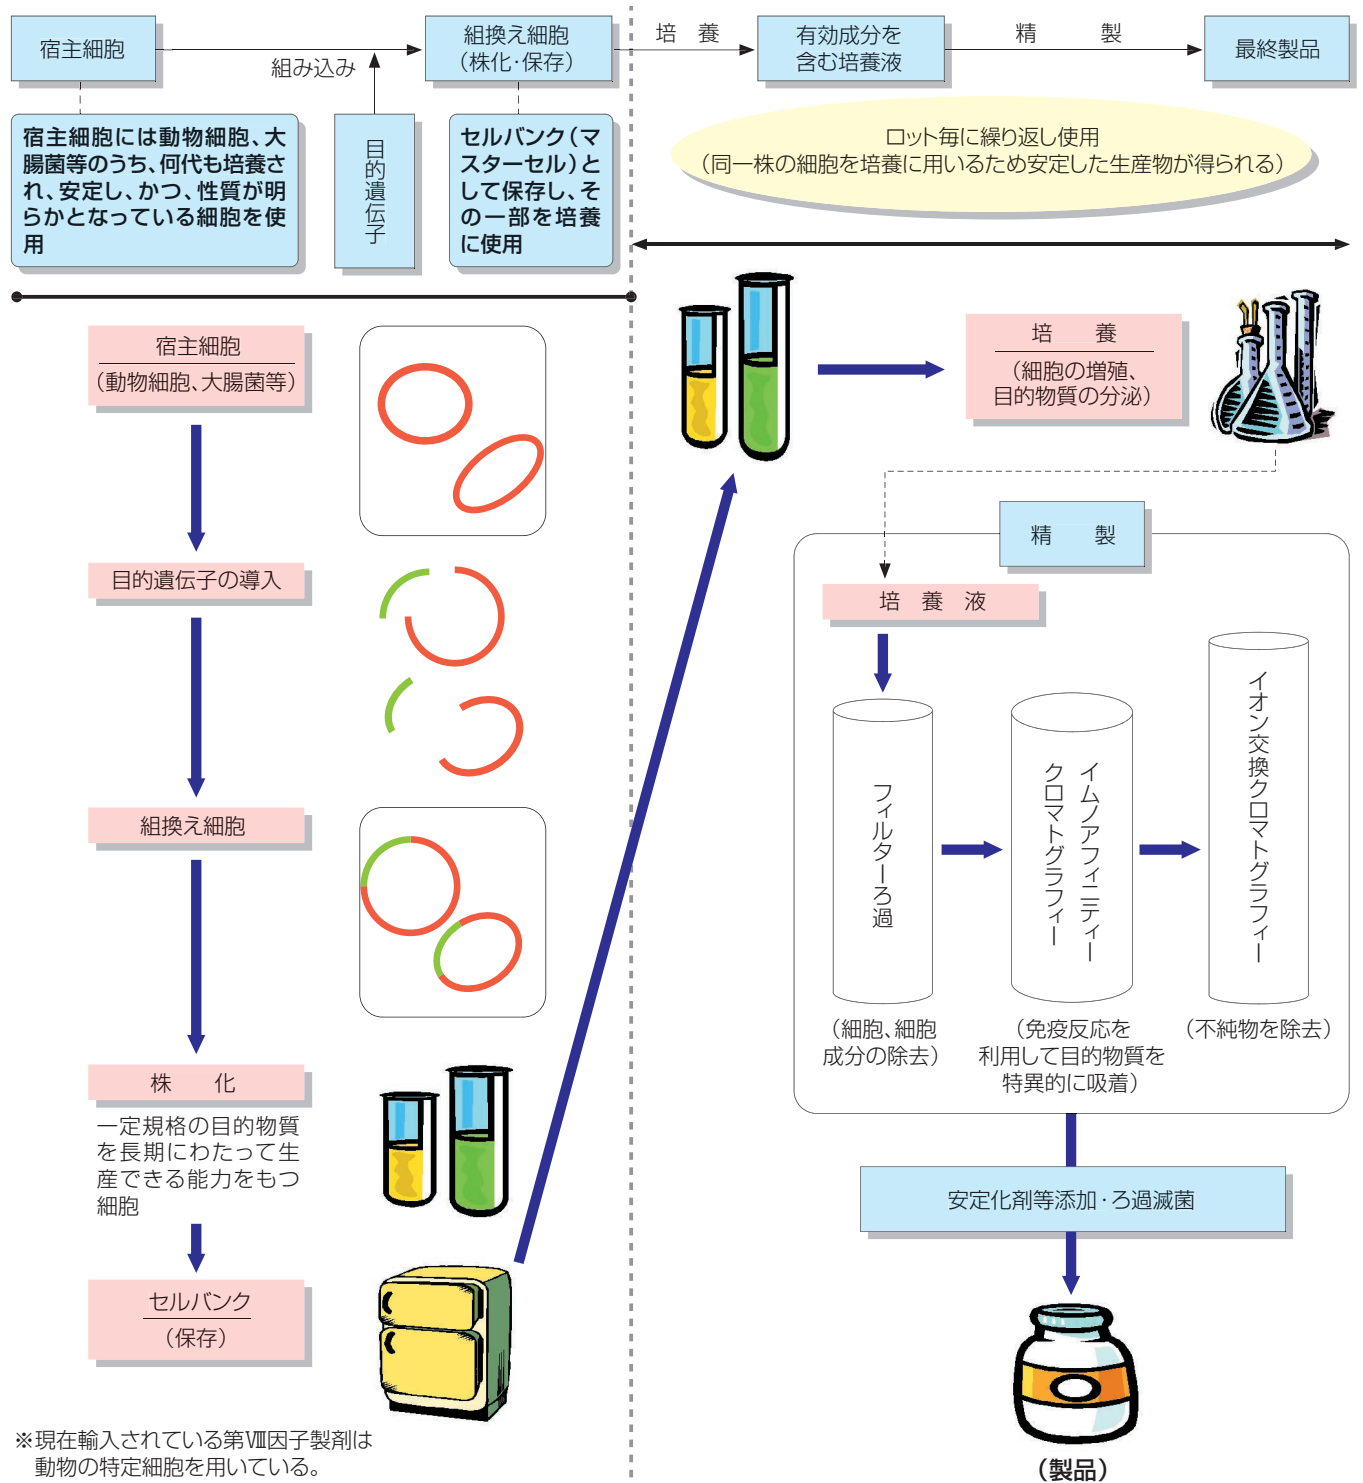 宿主細胞
組み込み
目的遺伝子
組換え細胞
(株化・保存)
培　養
有効成分を
含む培養液
精　　製
最終製品
宿主細胞には動物細胞、大
腸菌等のうち、何代も培養さ
れ、安定し、かつ、性質が明
らかとなっている細胞を使
用
セルバンク(マ
スターセル)と
して保存し、そ
の一部を培養
に使用
ロット毎に繰り返し使用
(同一株の細胞を培養に用いるため安定した生産物が得られる)
宿主細胞
(動物細胞、大腸菌等)
目的遺伝子の導入
組換え細胞
株　　化
一定規格の目的物質
を長期にわたって生
産できる能力をもつ
細胞
セルバンク
(保存)
※現在輸入されている第Ⅷ因子製剤は
動物の特定細胞を用いている。
培　　養
(細胞の増殖、
目的物質の分泌)
精　　製
培　養　液
フィルターろ過
(細胞、細胞
成分の除去)
イムノアフィニティー
クロマトグラフィー
(免疫反応を
利用して目的物質を
特異的に吸着)
イオン交換クロマトグラフィー
(不純物を除去)
安定化剤等添加・ろ過滅菌
(製品)